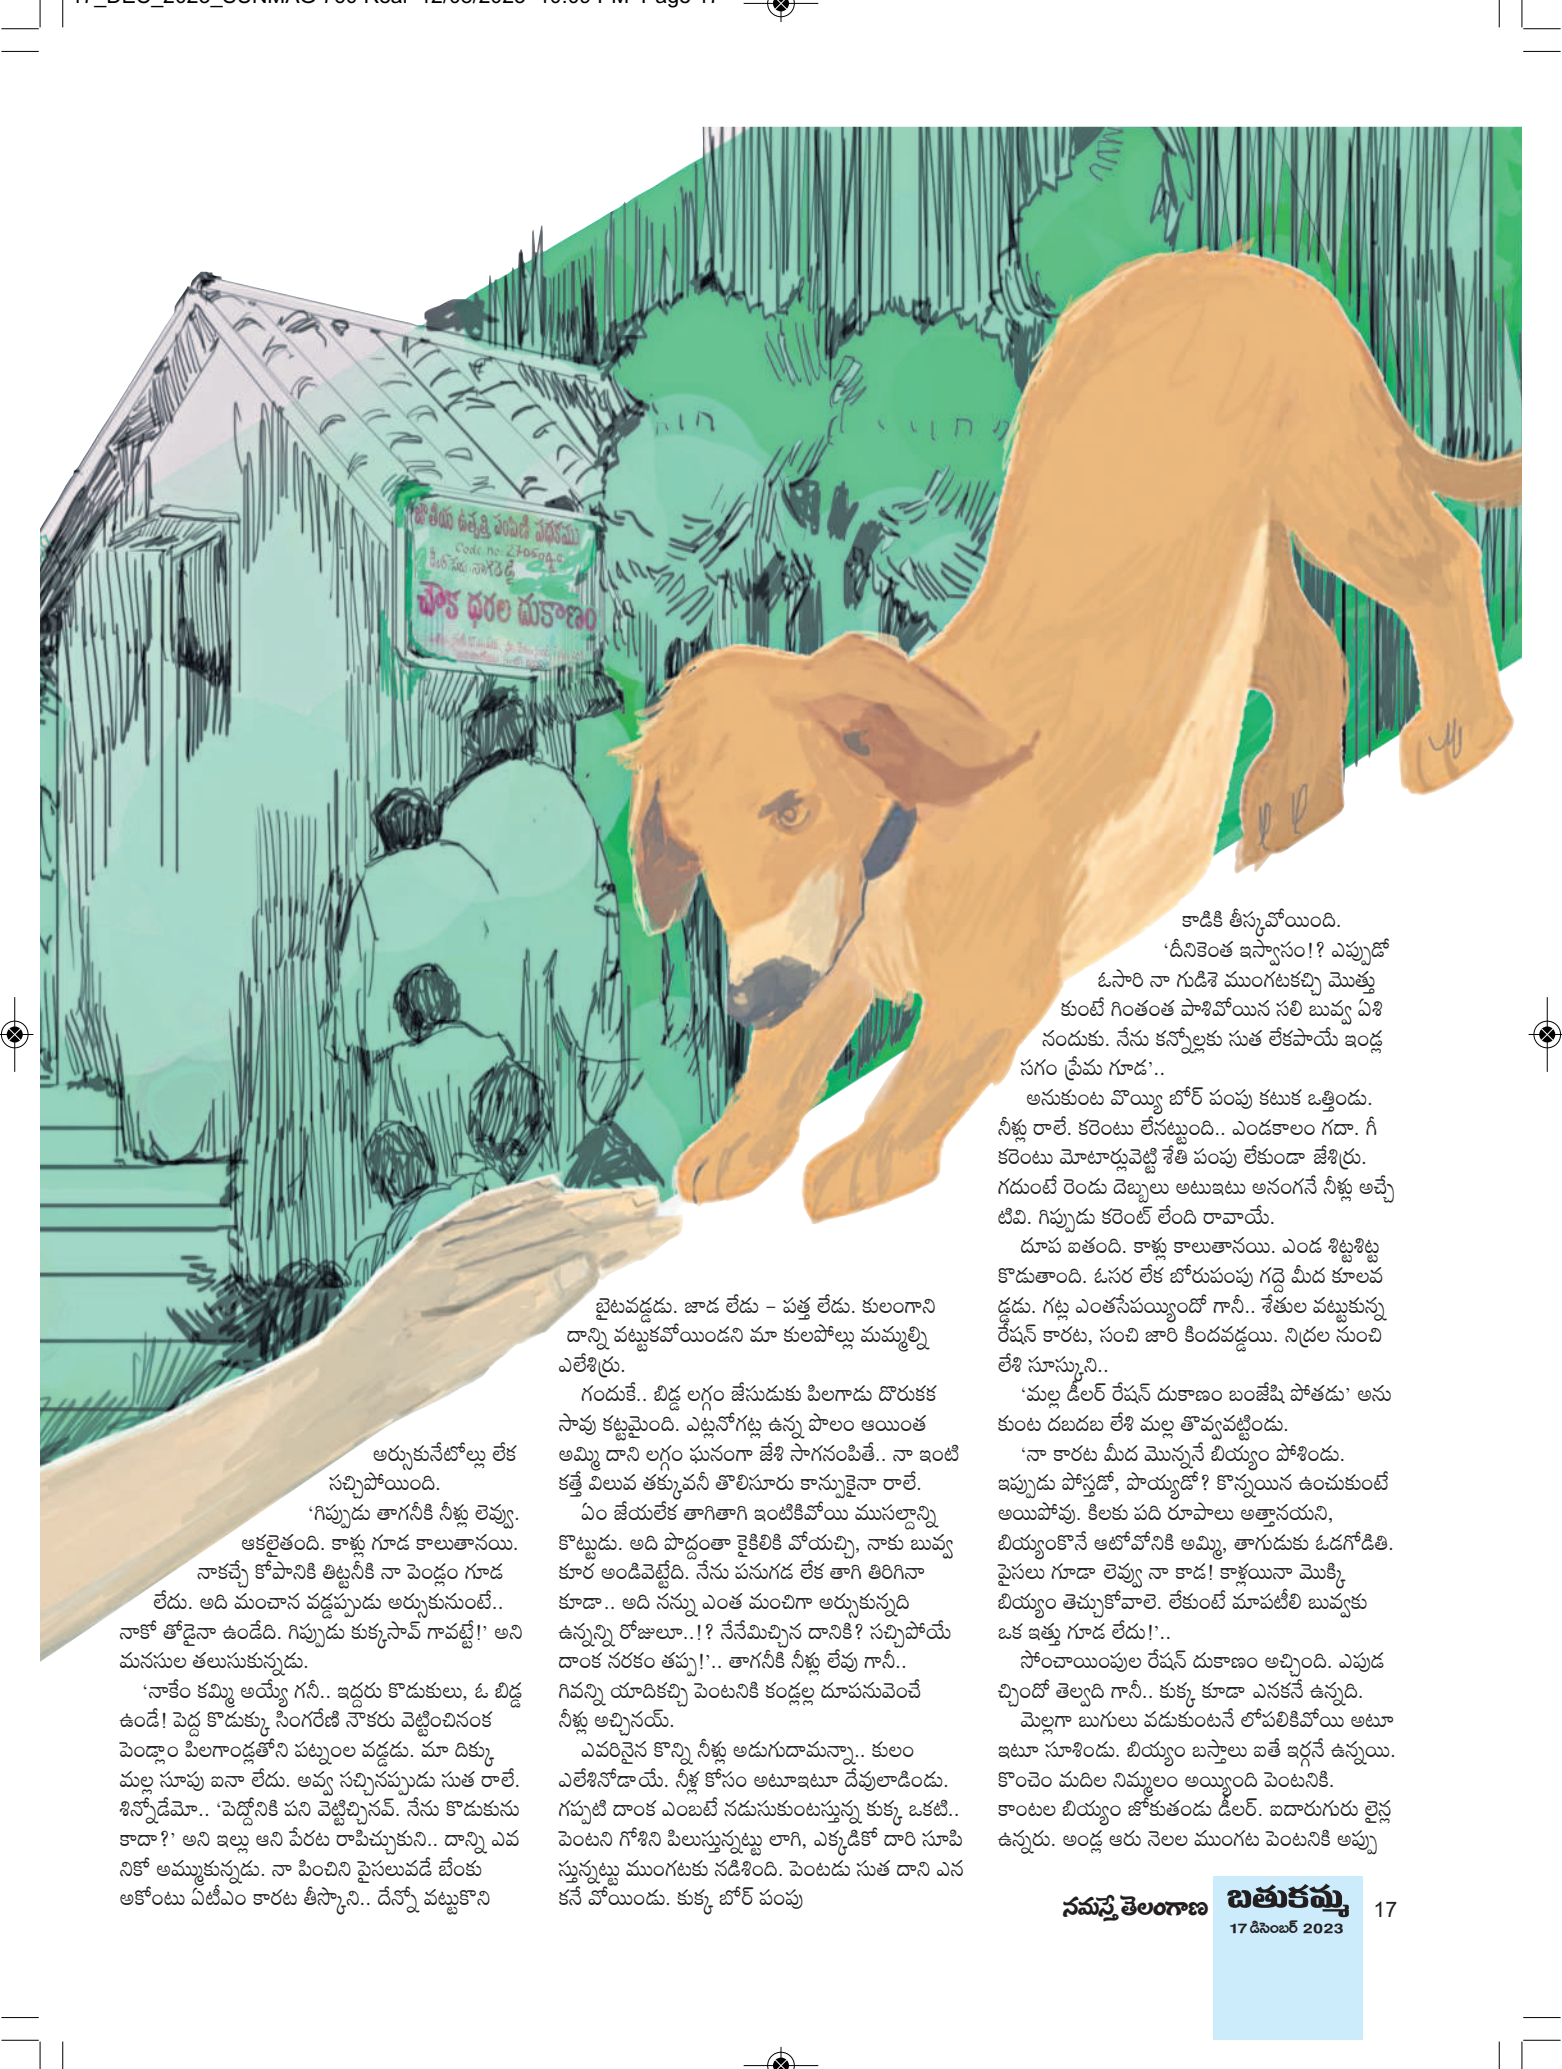 జాతీయ ఉత్పత్తి పంపిణి పథకము
Code no:
చౌక ధరల దుకాణం
అర్సుకునేటోల్లు లేక
సచ్చిపోయింది.
‘గిప్పుడు తాగనీకి నీళ్లు లెవ్వు.
ఆకలైతంది. కాళ్లు గూడ కాలుతానయి.
నాకచ్చే కోపానికి తిట్టనీకి నా పెండ్లం గూడ
లేదు. అది మంచాన వడ్డప్పుడు అర్సుకునుంటే..
నాకో తోడైనా ఉండేది. గిప్పుడు కుక్కసావ్ గావట్టే!’ అని
మనసుల తలుసుకున్నడు.
‘నాకేం కమ్మి అయ్యే గనీ.. ఇద్దరు కొడుకులు, ఓ బిడ్డ
ఉండే! పెద్ద కొడుక్కు సింగరేణి నౌకరు వెట్టించినంక
పెండ్లాం పిలగాండ్లతోని పట్నంల వడ్డడు. మా దిక్కు
మల్ల సూపు ఐనా లేదు. అవ్వ సచ్చినప్పుడు సుత రాలే.
శిన్నోడేమో.. ‘పెద్దోనికి పని వెట్టిచ్చినవ్. నేను కొడుకును
కాదా?’ అని ఇల్లు ఆని పేరట రాపిచ్చుకుని.. దాన్ని ఎవ
నికో అమ్ముకున్నడు. నా పించిని పైసలువడే బేంకు
అకోంటు ఏటీఎం కారట తీస్కొని.. దేన్నో వట్టుకొని
బైటవడ్డడు. జాడ లేడు – పత్త లేడు. కులంగాని
దాన్ని వట్టుకవోయిండని మా కులపోల్లు మమ్మల్ని
ఎలేశిర్రు.
గందుకే.. బిడ్డ లగ్గం జేసుడుకు పిలగాడు దొరుకక
సావు కట్టమైంది. ఎట్లనోగట్ల ఉన్న పొలం ఆయింత
అమ్మి దాని లగ్గం ఘనంగా జేశి సాగనంపితే.. నా ఇంటి
కత్తే విలువ తక్కువనీ తొలిసూరు కాన్పుకైనా రాలే.
ఏం జేయలేక తాగితాగి ఇంటికివోయి ముసల్దాన్ని
కొట్టుడు. అది పొద్దంతా కైకిలికి వోయచ్చి, నాకు బువ్వ
కూర అండివెట్టేది. నేను పనుగడ లేక తాగి తిరిగినా
కూడా.. అది నన్ను ఎంత మంచిగా అర్సుకున్నది
ఉన్నన్ని రోజులూ..!? నేనేమిచ్చిన దానికి? సచ్చిపోయే
దాంక నరకం తప్ప!’.. తాగనీకి నీళ్లు లేవు గానీ..
గివన్ని యాదికచ్చి పెంటనికి కండ్లల్ల దూపనువెంచే
నీళ్లు అచ్చినయ్.
ఎవరినైన కొన్ని నీళ్లు అడుగుదామన్నా.. కులం
ఎలేశినోడాయే. నీళ్ల కోసం అటూఇటూ దేవులాడిండు.
గప్పటి దాంక ఎంబటే నడుసుకుంటస్తున్న కుక్క ఒకటి..
పెంటని గోశిని పిలుస్తున్నట్టు లాగి, ఎక్కడికో దారి సూపి
స్తున్నట్టు ముంగటకు నడిశింది. పెంటడు సుత దాని ఎన
కనే వోయిండు. కుక్క బోర్ పంపు
కాడికి తీస్కవోయింది.
‘దీనికెంత ఇస్వాసం!? ఎప్పుడో
ఓసారి నా గుడిశె ముంగటకచ్చి మొత్తు
కుంటే గింతంత పాశివోయిన సలి బువ్వ ఏశి
నందుకు. నేను కన్నోల్లకు సుత లేకపాయే ఇండ్ల
సగం ప్రేమ గూడ’..
అనుకుంట వొయ్యి బోర్ పంపు కటుక ఒత్తిండు.
నీళ్లు రాలే. కరెంటు లేనట్టుంది.. ఎండకాలం గదా. గీ
కరెంటు మోటార్లువెట్టి శేతి పంపు లేకుండా జేశిర్రు.
గదుంటే రెండు దెబ్బలు అటుఇటు అనంగనే నీళ్లు అచ్చే
టివి. గిప్పుడు కరెంట్ లేంది రావాయే.
దూప ఐతంది. కాళ్లు కాలుతానయి. ఎండ శిట్టశిట్ట
కొడుతాంది. ఓసర లేక బోరుపంపు గద్దె మీద కూలవ
డ్డడు. గట్ల ఎంతసేపయ్యిందో గానీ.. శేతుల వట్టుకున్న
రేషన్ కారట, సంచి జారి కిందవడ్డయి. నిద్రల నుంచి
లేశి సూస్కుని..
‘మల్ల డీలర్ రేషన్ దుకాణం బంజేషి పోతడు’ అను
కుంట దబదబ లేశి మల్ల తొవ్వవట్టిండు.
‘నా కారట మీద మొన్ననే బియ్యం పోశిండు.
ఇప్పుడు పోస్తడో, పొయ్యడో? కొన్నయిన ఉంచుకుంటే
అయిపోవు. కిలకు పది రూపాలు అత్తానయని,
బియ్యంకొనే ఆటోవోనికి అమ్మి, తాగుడుకు ఓడగోడితి.
పైసలు గూడా లెవ్వు నా కాడ! కాళ్లయినా మొక్కి
బియ్యం తెచ్చుకోవాలె. లేకుంటే మాపటీలి బువ్వకు
ఒక ఇత్తు గూడ లేదు!’..
సోంచాయింపుల రేషన్ దుకాణం అచ్చింది. ఎపుడ
చ్చిందో తెల్వది గానీ.. కుక్క కూడా ఎనకనే ఉన్నది.
మెల్లగా బుగులు వడుకుంటనే లోపలికివోయి అటూ
ఇటూ సూశిండు. బియ్యం బస్తాలు ఐతే ఇర్గనే ఉన్నయి.
కొంచెం మదిల నిమ్మలం అయ్యింది పెంటనికి.
కాంటల బియ్యం జోకుతండు డీలర్. ఐదారుగురు లైన్ల
ఉన్నరు. అండ్ల ఆరు నెలల ముంగట పెంటనికి అప్పు
నమస్తే తెలంగాణ
బతుకమ్మ
17 డిసెంబర్ 2023
17